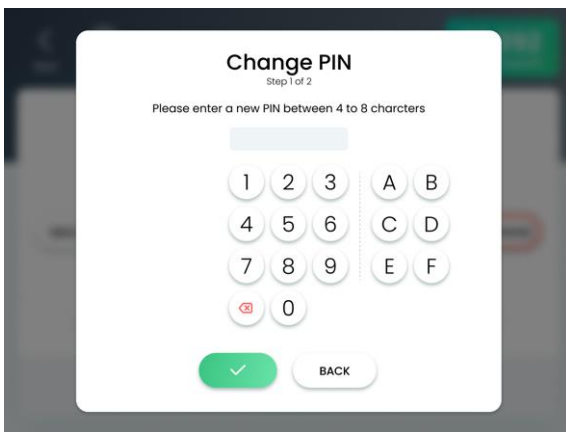 Change PIN
Step 1 of 2
Please enter a new PIN between 4 to 8 charcters
1 2 3 A B
4 5 6 C D
7 8 9 E F
0
BACK